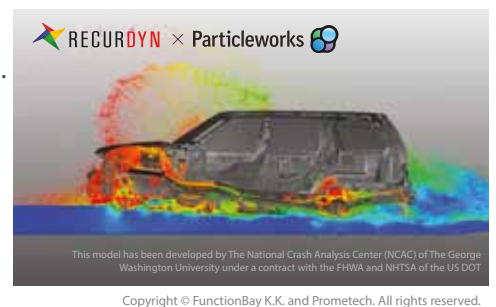 RECURDYN × Particleworks
This model has been developed by The National Crash Analysis Center (NCAC) of The George
Washington University under a contract with the FHWA and NHTSA of the US DOT
Copyright © FunctionBay K.K. and Prometech. All rights reserved.